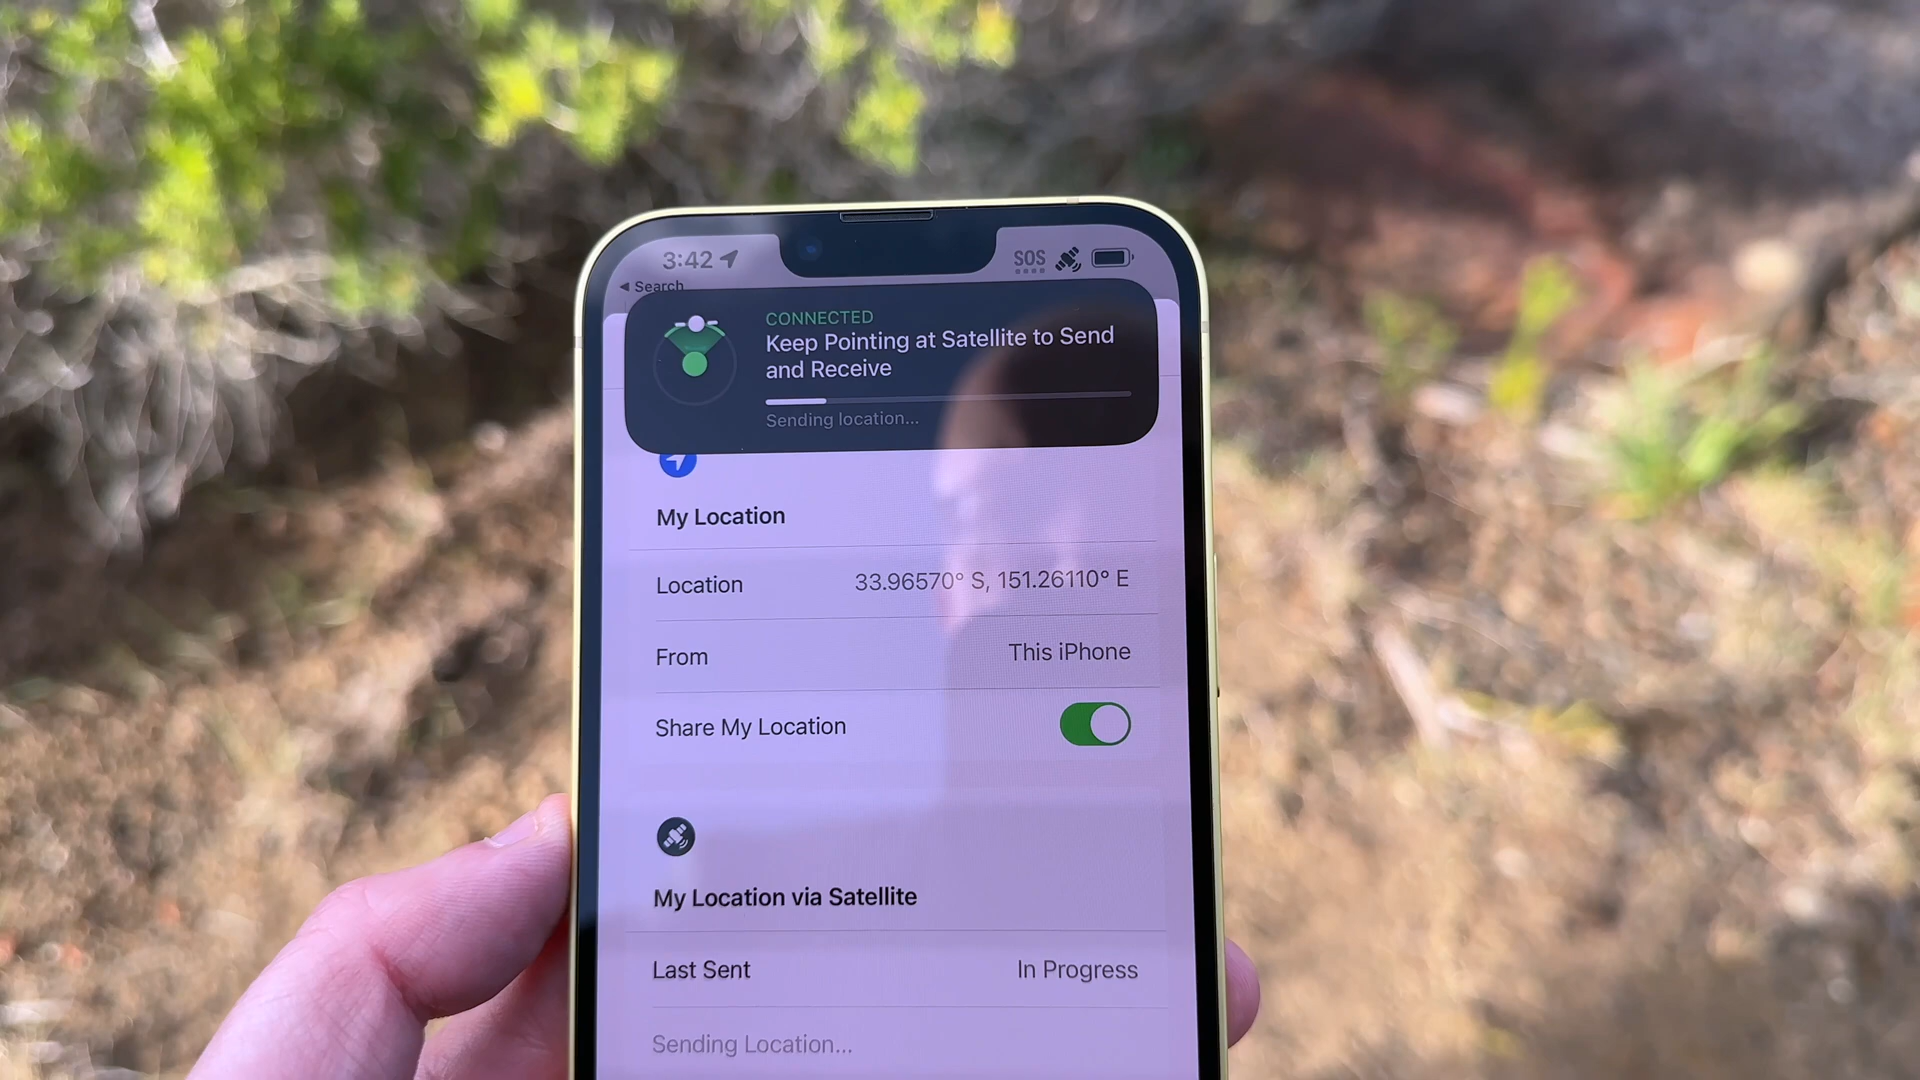 3:42
SOS
◀ Search
CONNECTED
Keep Pointing at Satellite to Send
and Receive
Sending location...
My Location
Location 33.96570° S, 151.26110° E
From This iPhone
Share My Location
My Location via Satellite
Last Sent In Progress
Sending Location...